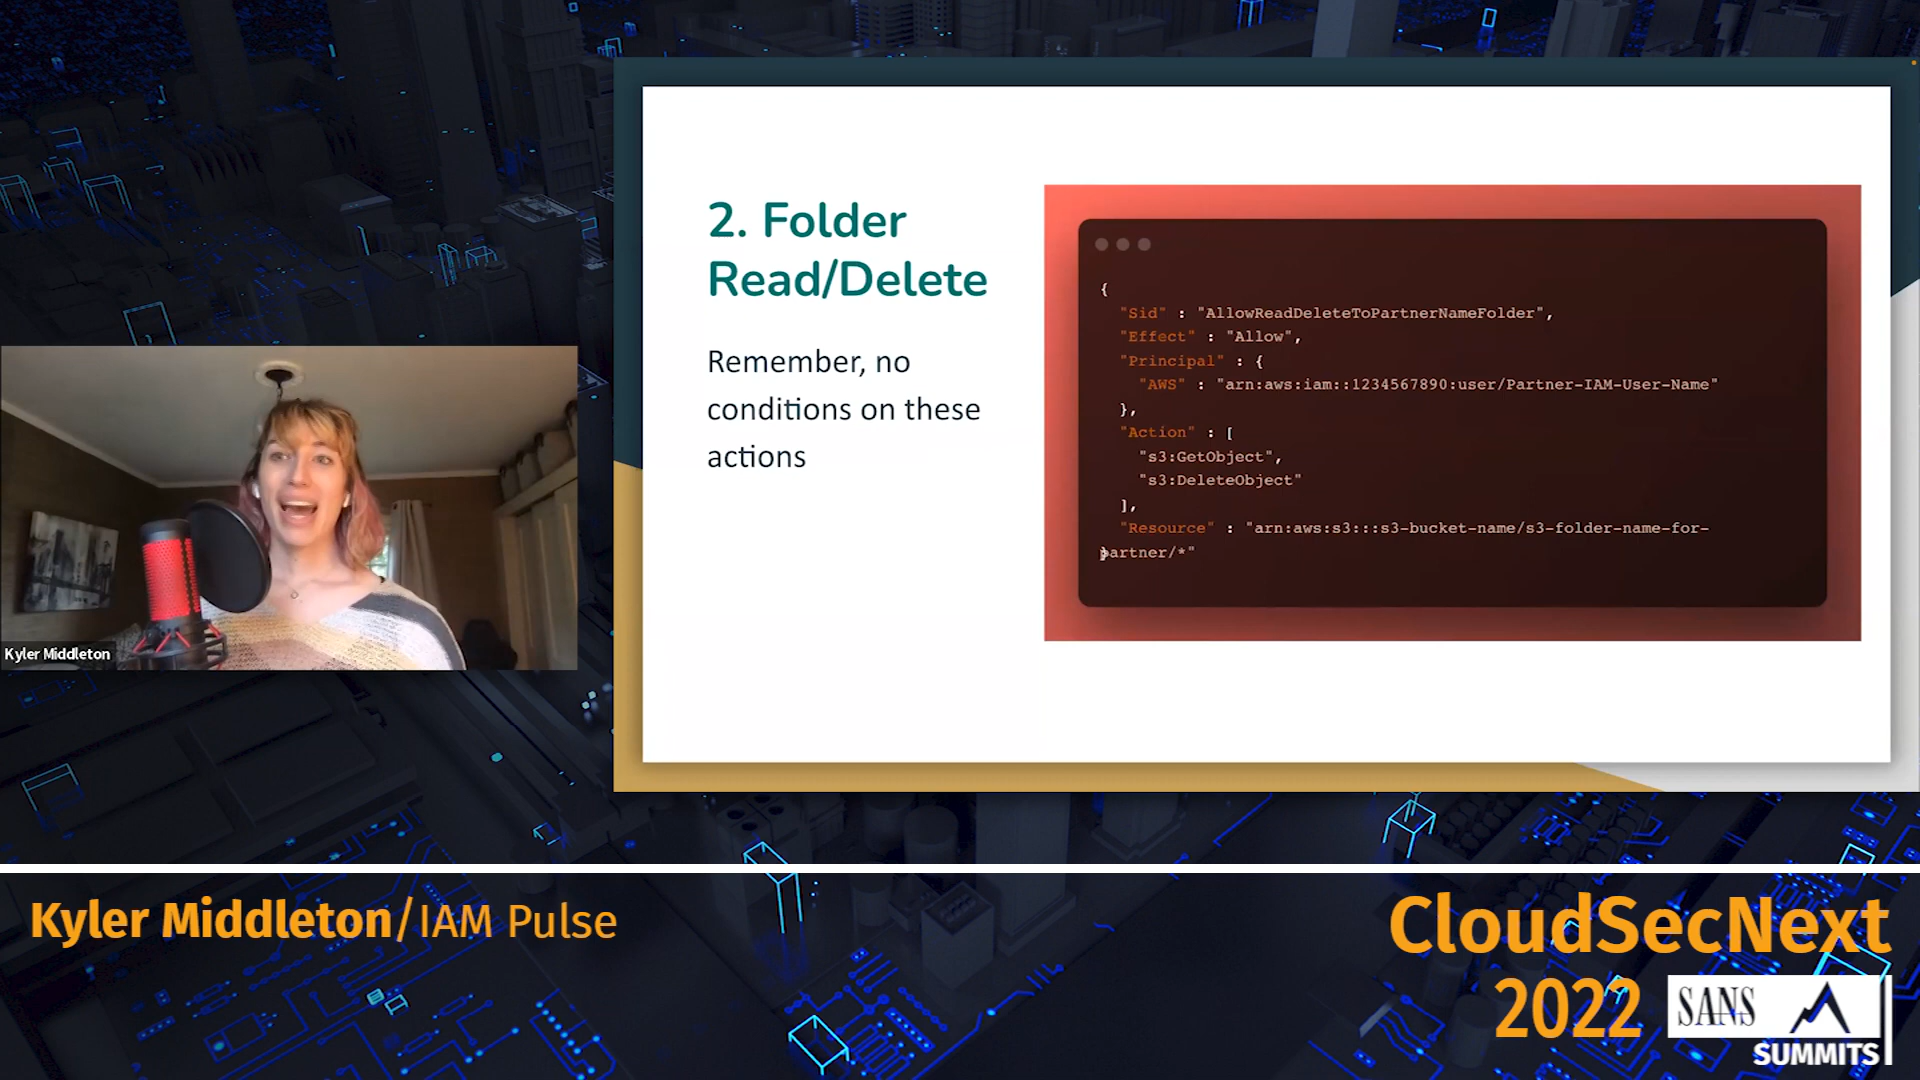 2. Folder
Read/Delete
Remember, no
conditions on these
actions
{
"Sid" : "AllowReadDeleteToPartnerNameFolder",
"Effect" : "Allow",
"Principal" : {
"AWS" : "arn:aws:iam::1234567890:user/Partner-IAM-User-Name"
},
"Action" : [
"s3:GetObject",
"s3:DeleteObject"
],
"Resource" : "arn:aws:s3:::s3-bucket-name/s3-folder-name-for-
partner/*"
}
Kyler Middleton
Kyler Middleton/IAM Pulse
CloudSecNext
2022
SANS
SUMMITS